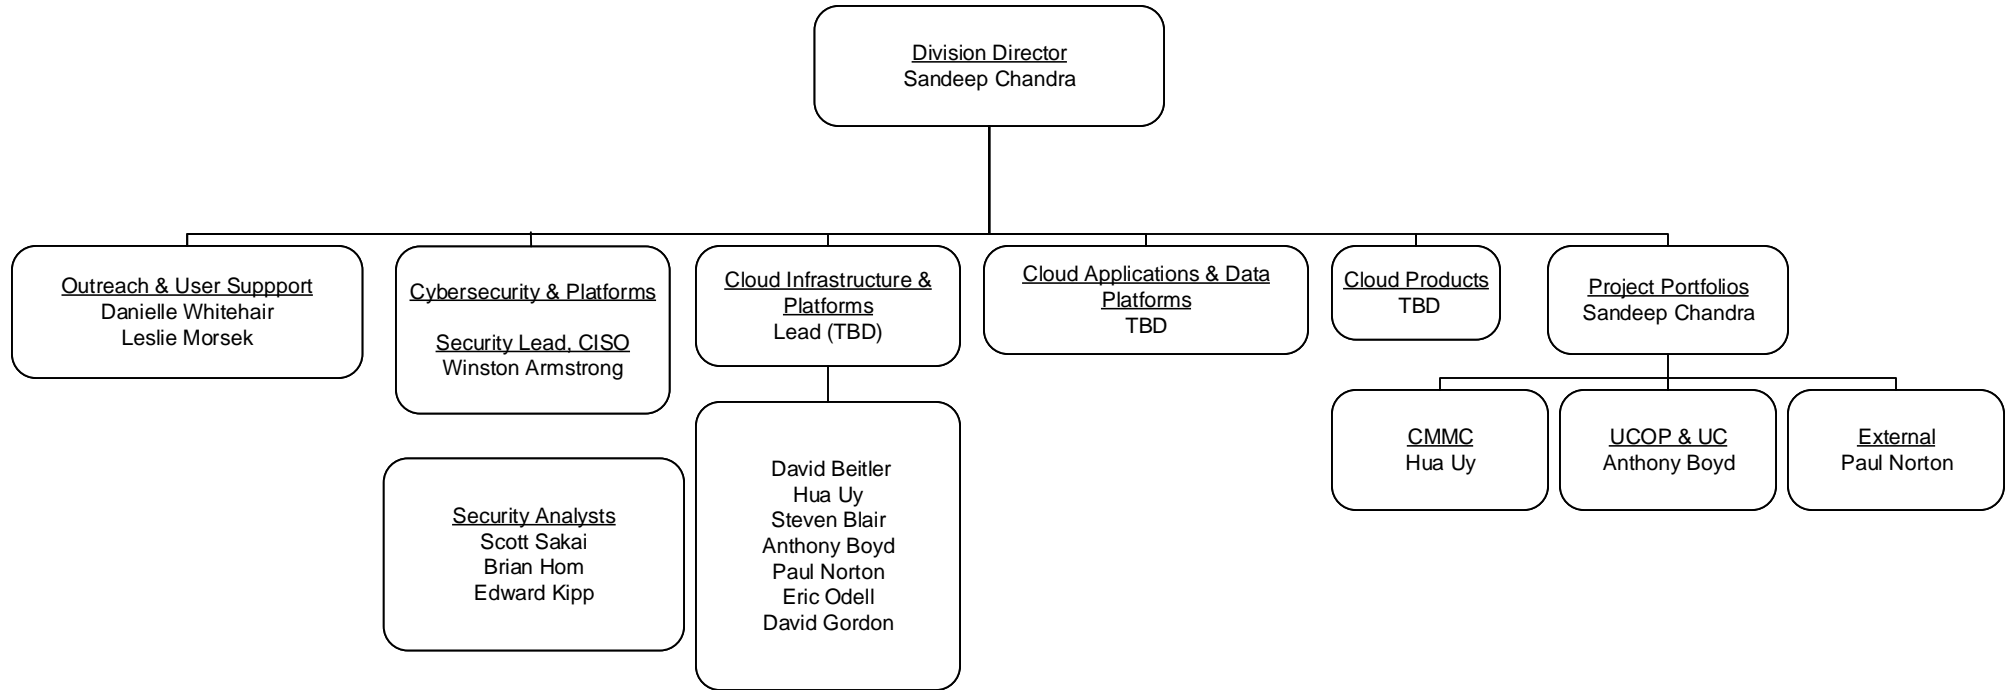 Division Director
Sandeep Chandra
Outreach & User Suppport
Danielle Whitehair
Leslie Morsek
Cybersecurity & Platforms
Security Lead, CISO
Winston Armstrong
Cloud Infrastructure &
Platforms
Lead (TBD)
Cloud Applications & Data
Platforms
TBD
Cloud Products
TBD
Project Portfolios
Sandeep Chandra
Security Analysts
Scott Sakai
Brian Hom
Edward Kipp
David Beitler
Hua Uy
Steven Blair
Anthony Boyd
Paul Norton
Eric Odell
David Gordon
CMMC
Hua Uy
UCOP & UC
Anthony Boyd
External
Paul Norton